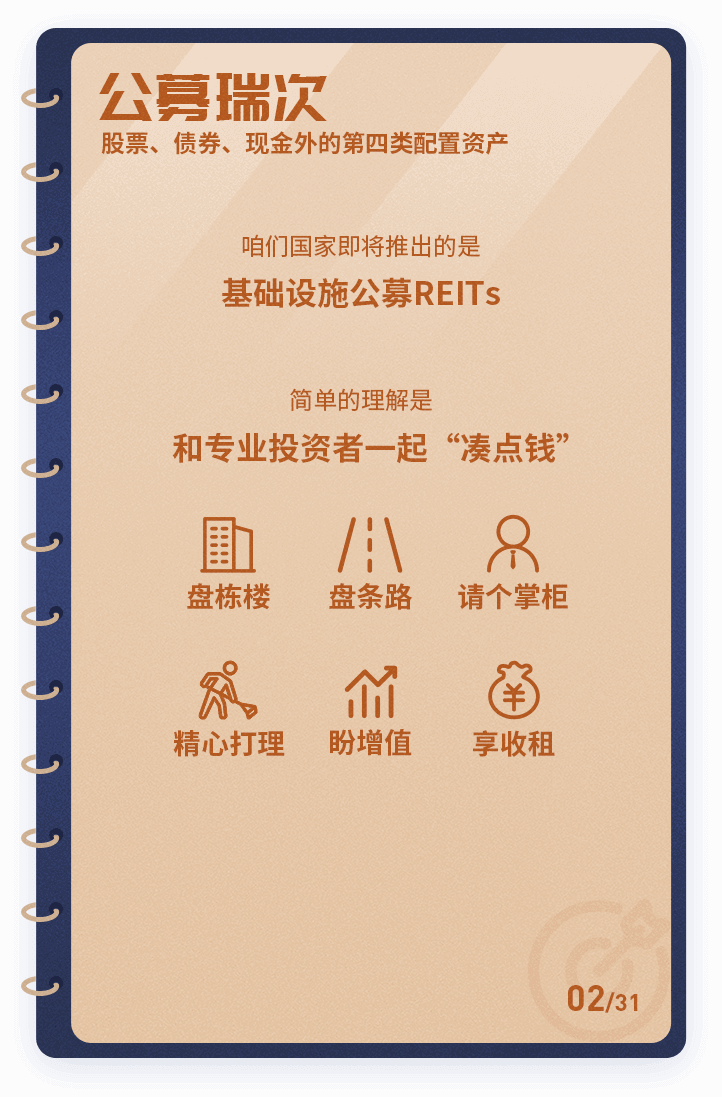 公募瑞次
股票、债券、现金外的第四类配置资产
咱们国家即将推出的是
基础设施公募REITs
简单的理解是
和专业投资者一起“凑点钱”
盘栋楼 盘条路 请个掌柜
精心打理 盼增值 享收租
02/31